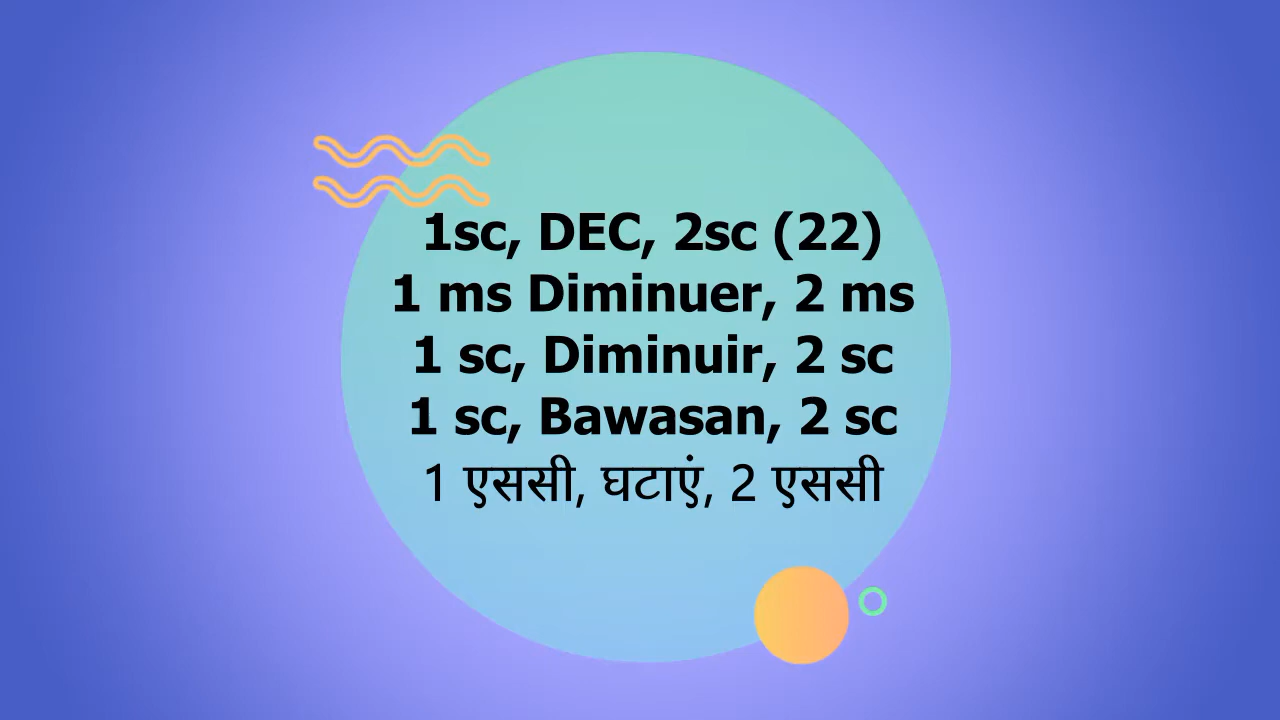 1sc, DEC, 2sc (22)
1 ms Diminuer, 2 ms
1 sc, Diminuir, 2 sc
1 sc, Bawasan, 2 sc
1 एससी, घटाएं, 2 एससी